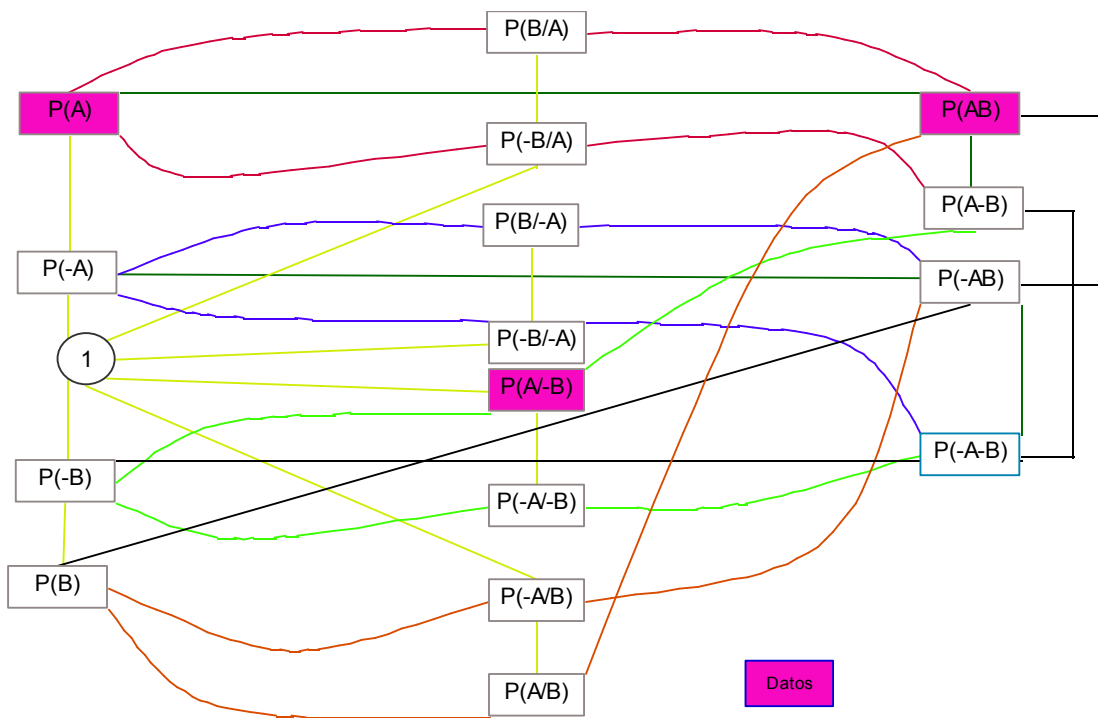 P(B/A)
P(A)
P(AB)
P(-B/A)
P(A-B)
P(B/-A)
P(-A)
P(-AB)
P(-B/-A)
1
P(A/-B)
P(-A-B)
P(-B)
P(-A/-B)
P(B)
P(-A/B)
P(A/B)
Datos